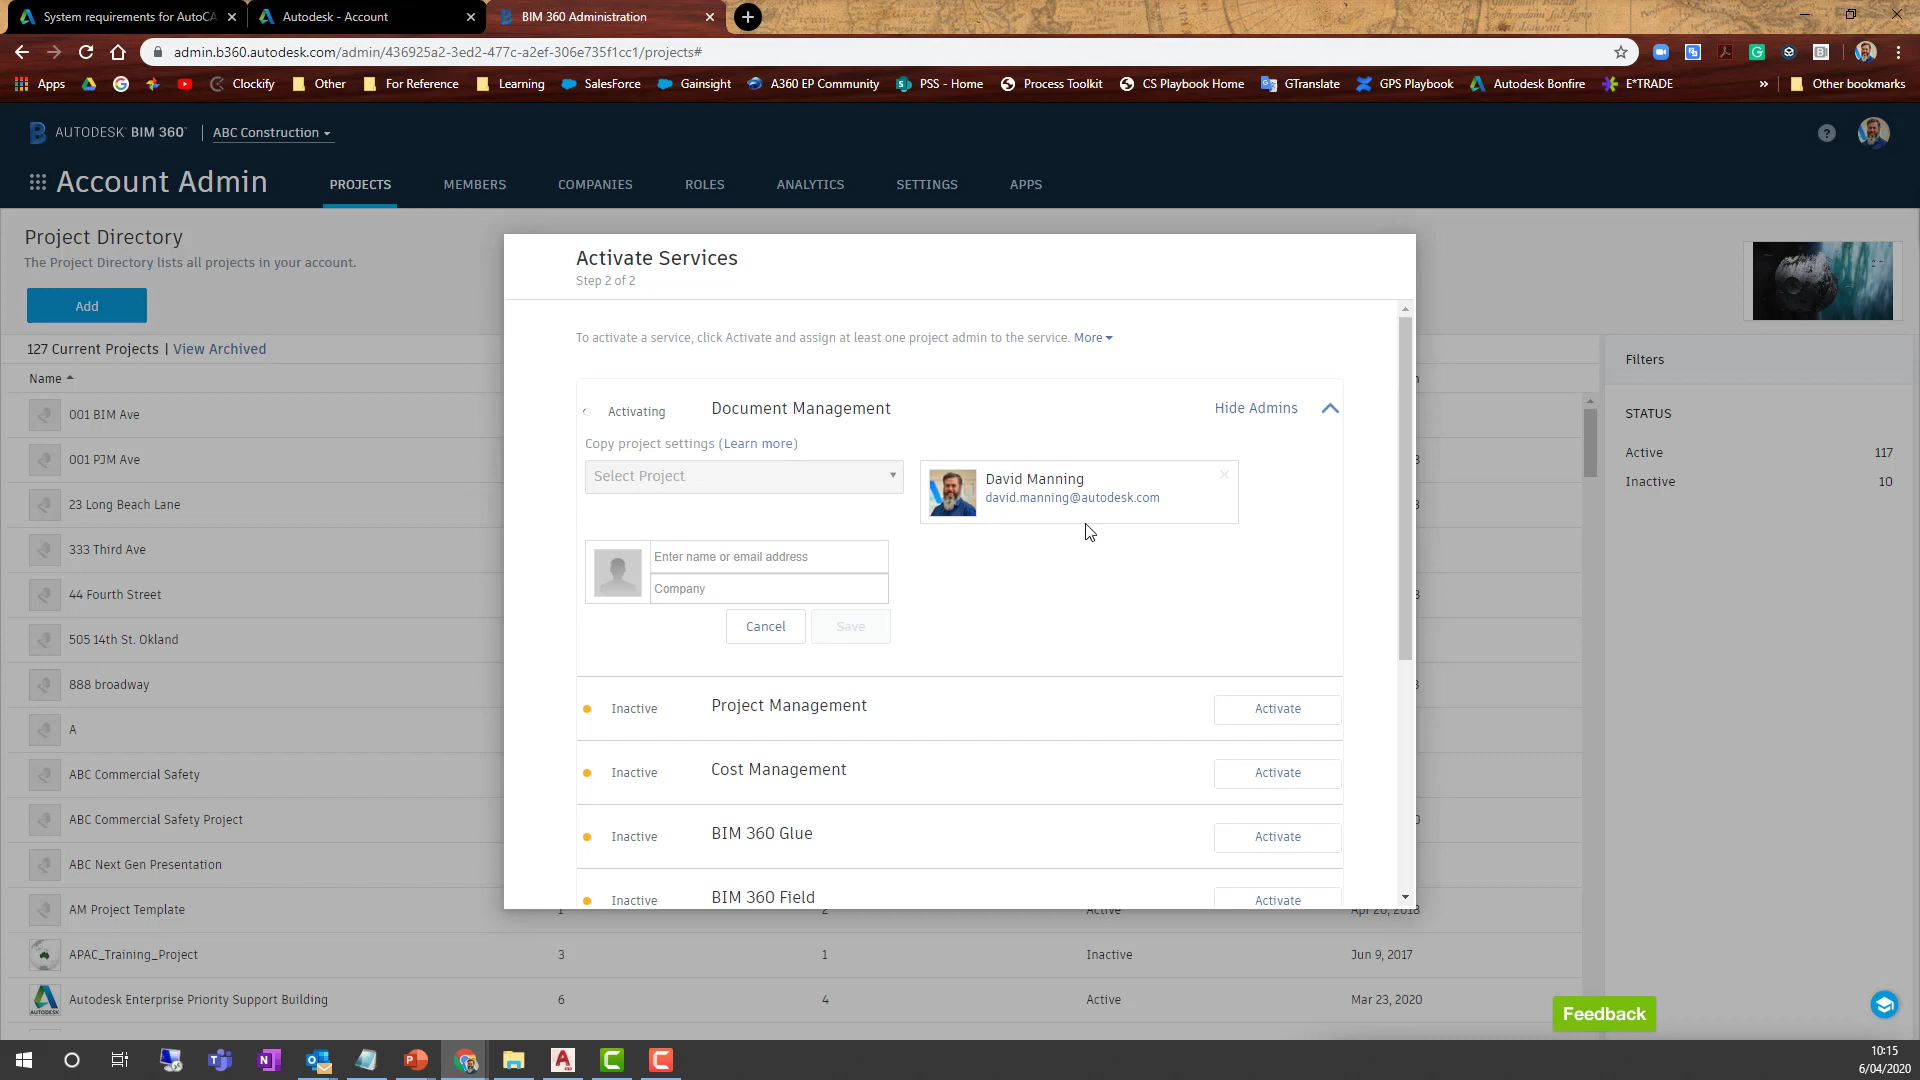 System requirements for AutoCA
Autodesk - Account
BIM 360 Administration
admin.b360.autodesk.com/admin/436925a2-3ed2-477c-a2ef-306e735f1cc1/projects#
Apps
Clockify
Other
For Reference
Learning
SalesForce
Gainsight
A360 EP Community
PSS - Home
Process Toolkit
CS Playbook Home
GTranslate
GPS Playbook
Autodesk Bonfire
E*TRADE
»
Other bookmarks
AUTODESK BIM 360
ABC Construction
Account Admin
PROJECTS
MEMBERS
COMPANIES
ROLES
ANALYTICS
SETTINGS
APPS
Project Directory
The Project Directory lists all projects in your account.
Add
127 Current Projects | View Archived
Name
001 BIM Ave
001 PJM Ave
23 Long Beach Lane
333 Third Ave
44 Fourth Street
505 14th St. Okland
888 broadway
A
ABC Commercial Safety
ABC Commercial Safety Project
ABC Next Gen Presentation
AM Project Template 1 2 Active Apr 20, 2018
APAC_Training_Project 3 1 Inactive Jun 9, 2017
Autodesk Enterprise Priority Support Building 6 4 Active Mar 23, 2020
Activate Services
Step 2 of 2
To activate a service, click Activate and assign at least one project admin to the service. More
Activating Document Management Hide Admins
Copy project settings (Learn more)
Select Project
David Manning
david.manning@autodesk.com
Enter name or email address
Company
Cancel
Save
Inactive Project Management Activate
Inactive Cost Management Activate
Inactive BIM 360 Glue Activate
Inactive BIM 360 Field Activate
Filters
STATUS
Active 117
Inactive 10
Feedback
10:15
6/04/2020